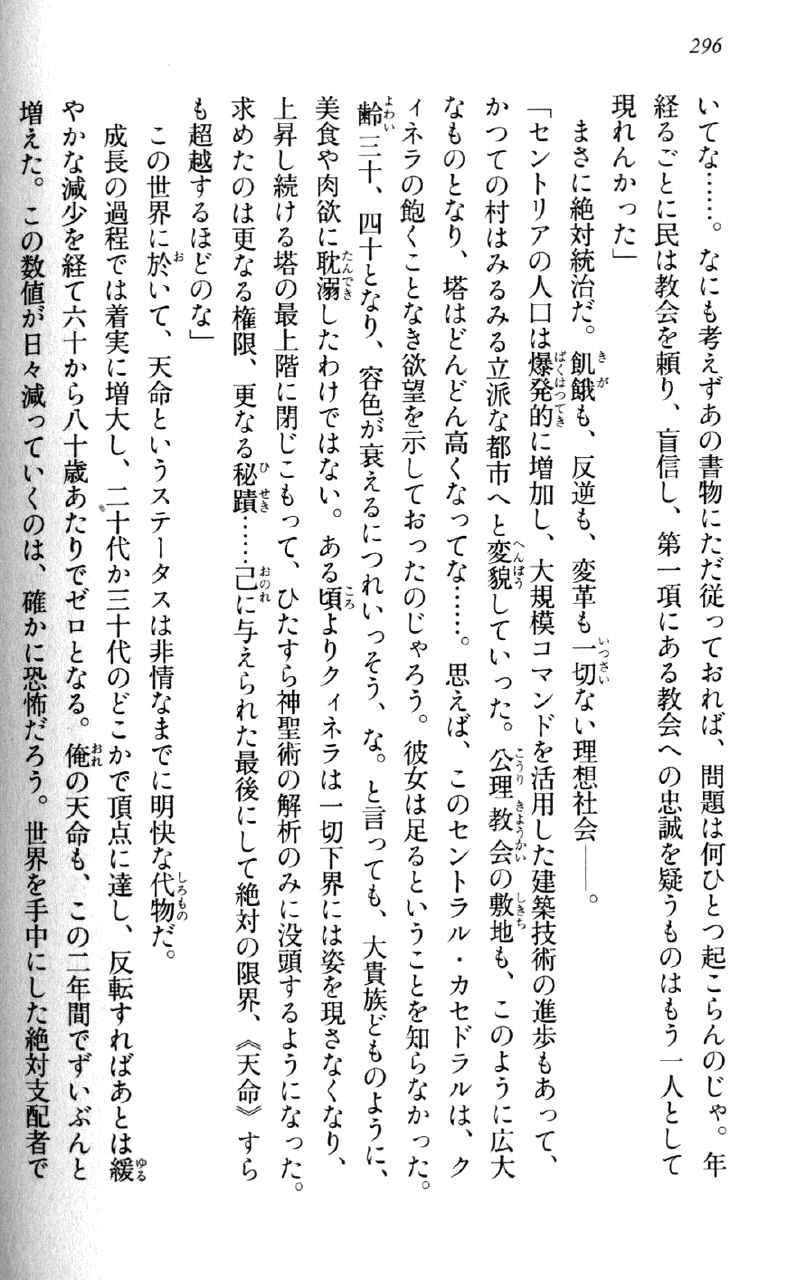 296
いてな……。なにも考えずあの書物にただ従っておれば、問題は何ひとつ起こらんのじゃ。年
経るごとに民は教会を頼り、盲信し、第一項にある教会への忠誠を疑うものはもう一人として
現れんかった」
　まさに絶対統治だ。飢餓も、反逆も、変革も一切ない理想社会――。
「セントリアの人口は爆発的に増加し、大規模コマンドを活用した建築技術の進歩もあって、
かつての村はみるみる立派な都市へと変貌していった。公理教会の敷地も、このように広大
なものとなり、塔はどんどん高くなってな……。思えば、このセントラル・カセドラルは、ク
ィネラの飽くことなき欲望を示しておったのじゃろう。彼女は足るということを知らなかった。
齢三十、四十となり、容色が衰えるにつれいっそう、な。と言っても、大貴族どものように、
美食や肉欲に耽溺したわけではない。ある頃よりクィネラは一切下界には姿を現さなくなり、
上昇し続ける塔の最上階に閉じこもって、ひたすら神聖術の解析のみに没頭するようになった。
求めたのは更なる権限、更なる秘蹟……己に与えられた最後にして絶対の限界、《天命》すら
も超越するほどのな」
　この世界に於いて、天命というステータスは非情なまでに明快な代物だ。
　成長の過程では着実に増大し、二十代か三十代のどこかで頂点に達し、反転すればあとは緩
やかな減少を経て六十から八十歳あたりでゼロとなる。俺の天命も、この二年間でずいぶんと
増えた。この数値が日々減っていくのは、確かに恐怖だろう。世界を手中にした絶対支配者で